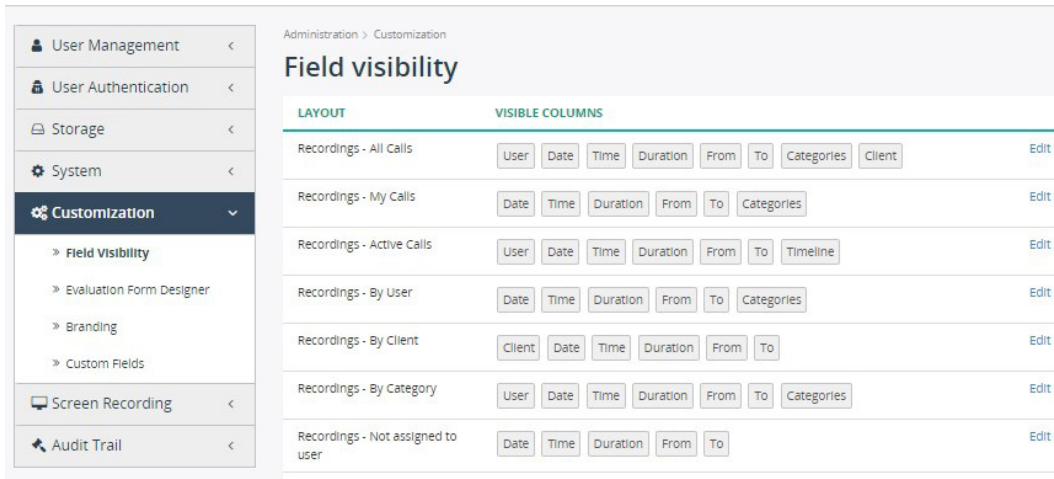 User Management
User Authentication
Storage
System
Customization
Field Visibility
Evaluation Form Designer
Branding
Custom Fields
Screen Recording
Audit Trail
Administration > Customization
Field visibility
LAYOUT VISIBLE COLUMNS
Recordings - All Calls User Date Time Duration From To Categories Client Edit
Recordings - My Calls Date Time Duration From To Categories Edit
Recordings - Active Calls User Date Time Duration From To Timeline Edit
Recordings - By User Date Time Duration From To Categories Edit
Recordings - By Client Client Date Time Duration From To Edit
Recordings - By Category User Date Time Duration From To Categories Edit
Recordings - Not assigned to
user Date Time Duration From To Edit